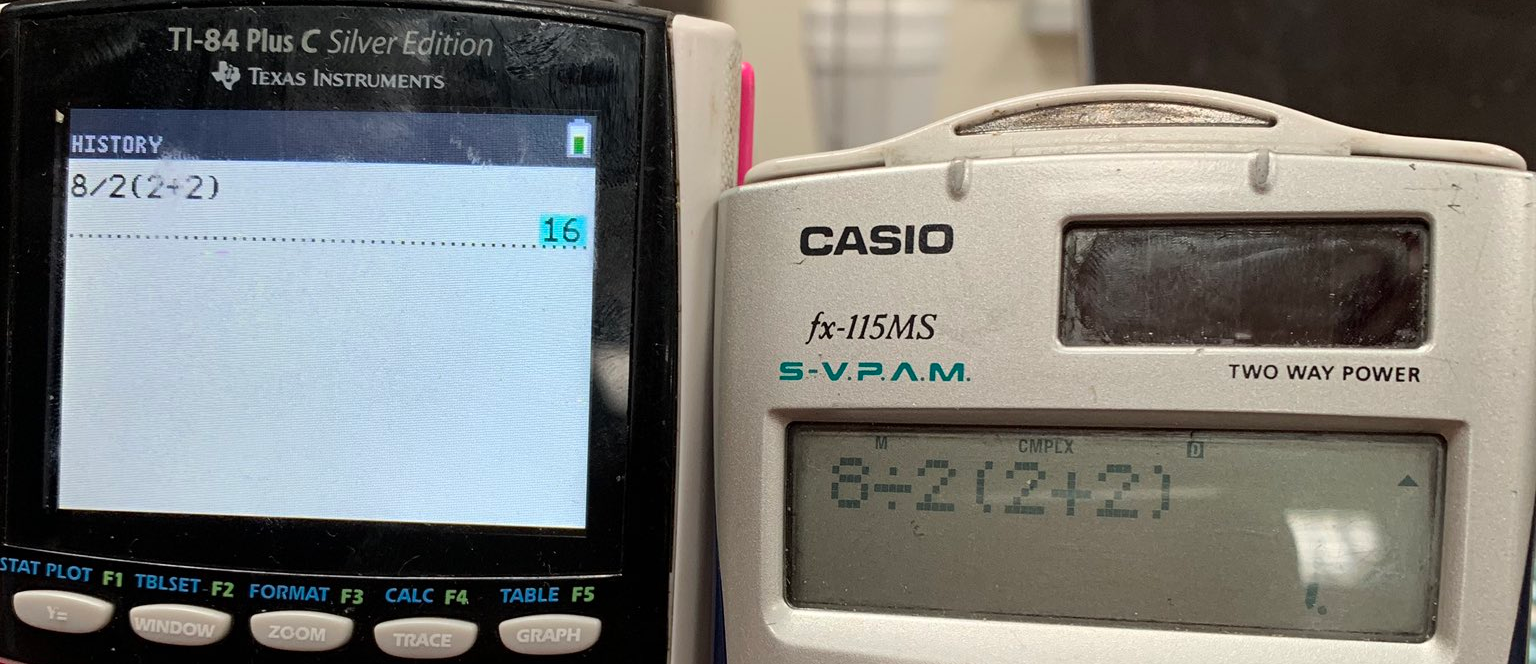 TI-84 Plus C Silver Edition
TEXAS INSTRUMENTS
HISTORY
8/2(2+2)
16
STAT PLOT F1 TBLSET F2 FORMAT F3 CALC F4 TABLE F5
Y= WINDOW ZOOM TRACE GRAPH
CASIO
fx-115MS
S-V.P.A.M.
TWO WAY POWER
M CMPLX D
8÷2(2+2)
1.